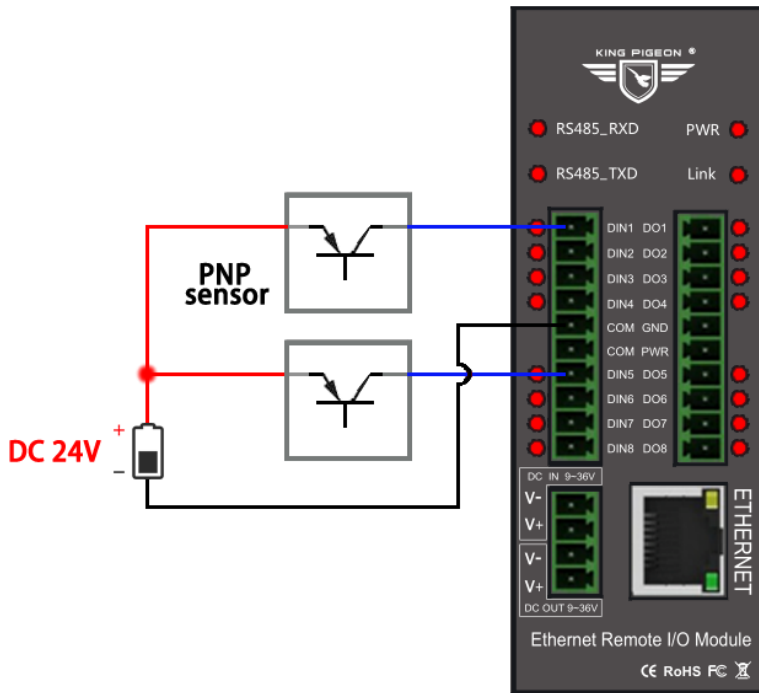 KING PIGEON ®
RS485_RXD PWR
RS485_TXD Link
DIN1 DO1
DIN2 DO2
DIN3 DO3
DIN4 DO4
COM GND
COM PWR
DIN5 DO5
DIN6 DO6
DIN7 DO7
DIN8 DO8
PNP
sensor
+
DC 24V
–
DC IN 9-36V
V-
V+
V-
V+
DC OUT 9-36V
ETHERNET
Ethernet Remote I/O Module
CE RoHS FC